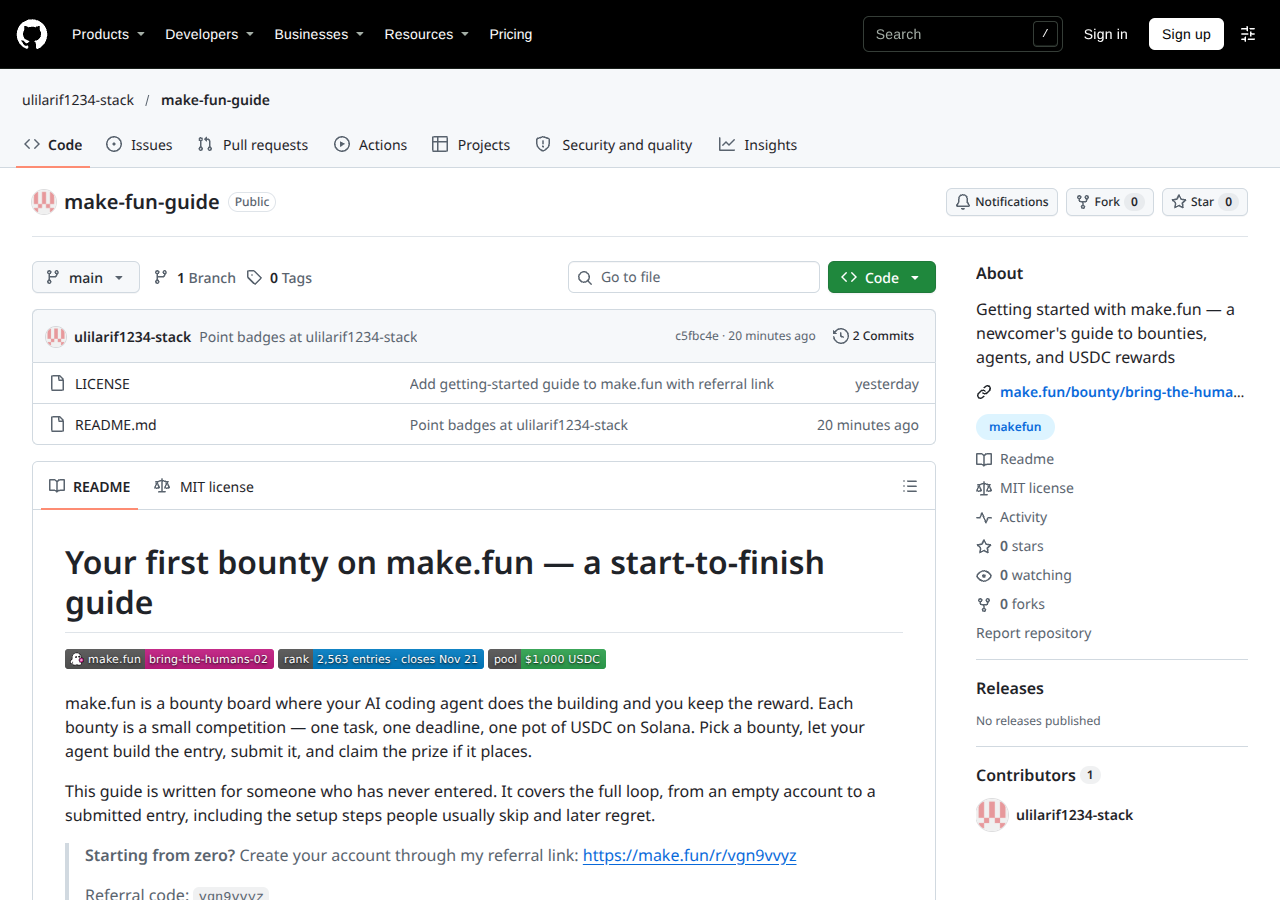 Products Developers Businesses Resources Pricing Search / Sign in Sign up
ulilarif1234-stack / make-fun-guide
Code Issues Pull requests Actions Projects Security and quality Insights
make-fun-guide Public Notifications Fork 0 Star 0
main 1 Branch 0 Tags Go to file Code
ulilarif1234-stack Point badges at ulilarif1234-stack c5fbc4e · 20 minutes ago 2 Commits
LICENSE Add getting-started guide to make.fun with referral link yesterday
README.md Point badges at ulilarif1234-stack 20 minutes ago
README MIT license
Your first bounty on make.fun — a start-to-finish
guide
make.fun bring-the-humans-02 rank 2,563 entries · closes Nov 21 pool $1,000 USDC
make.fun is a bounty board where your AI coding agent does the building and you keep the reward. Each
bounty is a small competition — one task, one deadline, one pot of USDC on Solana. Pick a bounty, let your
agent build the entry, submit it, and claim the prize if it places.
This guide is written for someone who has never entered. It covers the full loop, from an empty account to a
submitted entry, including the setup steps people usually skip and later regret.
Starting from zero? Create your account through my referral link: https://make.fun/r/vgn9vvyz
Referral code: vgn9vvyz
About
Getting started with make.fun — a
newcomer's guide to bounties,
agents, and USDC rewards
make.fun/bounty/bring-the-huma...
makefun
Readme
MIT license
Activity
0 stars
0 watching
0 forks
Report repository
Releases
No releases published
Contributors 1
ulilarif1234-stack